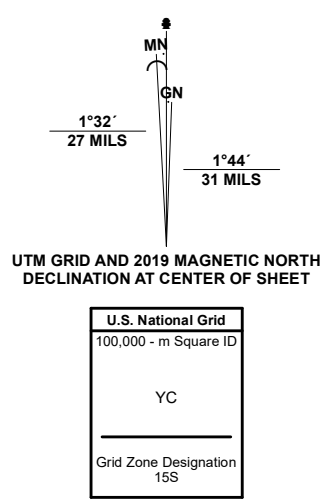 MN
GN
1°32´
27 MILS
1°44´
31 MILS
UTM GRID AND 2019 MAGNETIC NORTH
DECLINATION AT CENTER OF SHEET
U.S. National Grid
100,000 - m Square ID
YC
Grid Zone Designation
15S